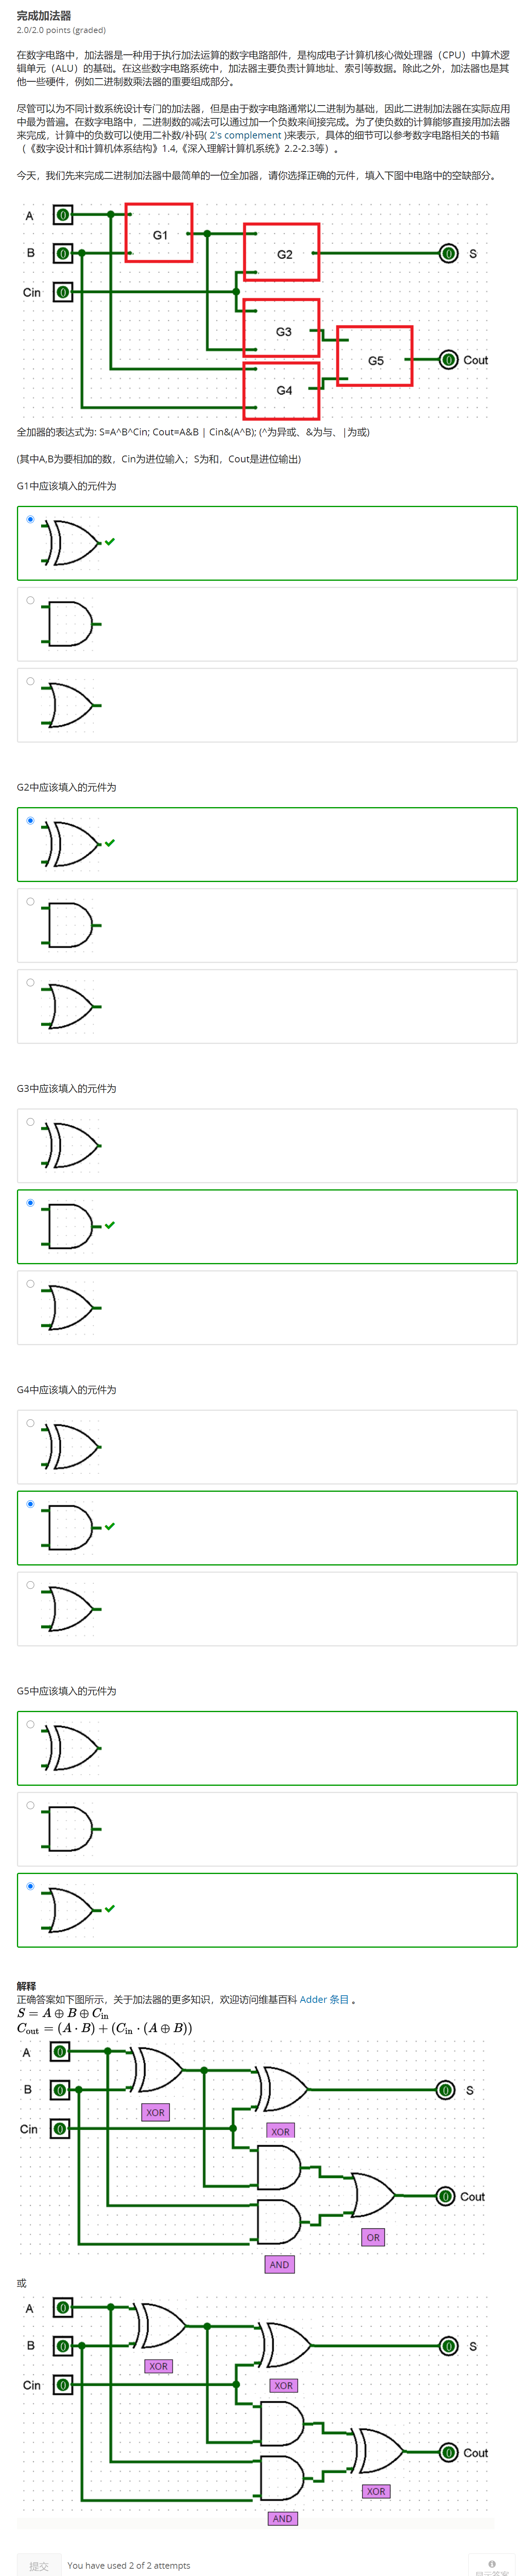 完成加法器
2.0/2.0 points (graded)
在数字电路中，加法器是一种用于执行加法运算的数字电路部件，是构成电子计算机核心微处理器（CPU）中算术逻
辑单元（ALU）的基础。在这些数字电路系统中，加法器主要负责计算地址、索引等数据。除此之外，加法器也是其
他一些硬件，例如二进制数乘法器的重要组成部分。
尽管可以为不同计数系统设计专门的加法器，但是由于数字电路通常以二进制为基础，因此二进制加法器在实际应用
中最为普遍。在数字电路中，二进制数的减法可以通过加一个负数来间接完成。为了使负数的计算能够直接用加法器
来完成，计算中的负数可以使用二补数/补码( 2's complement )来表示，具体的细节可以参考数字电路相关的书籍
（《数字设计和计算机体系结构》1.4,《深入理解计算机系统》2.2-2.3等）。
今天，我们先来完成二进制加法器中最简单的一位全加器，请你选择正确的元件，填入下图中电路中的空缺部分。
A 0
G1
B 0
G2
0 S
Cin 0
G3
G5
0 Cout
G4
全加器的表达式为: S=A^B^Cin; Cout=A&B | Cin&(A^B); (^为异或、&为与、|为或)
(其中A,B为要相加的数，Cin为进位输入；S为和，Cout是进位输出)
G1中应该填入的元件为
G2中应该填入的元件为
G3中应该填入的元件为
G4中应该填入的元件为
G5中应该填入的元件为
解释
正确答案如下图所示，关于加法器的更多知识，欢迎访问维基百科 Adder 条目 。
S = A ⊕ B ⊕ Cin
Cout = (A · B) + (Cin · (A ⊕ B))
A 0
B 0
0 S
XOR
Cin 0
XOR
0 Cout
OR
AND
或
A 0
B 0
0 S
XOR
Cin 0
XOR
0 Cout
XOR
AND
提交
You have used 2 of 2 attempts